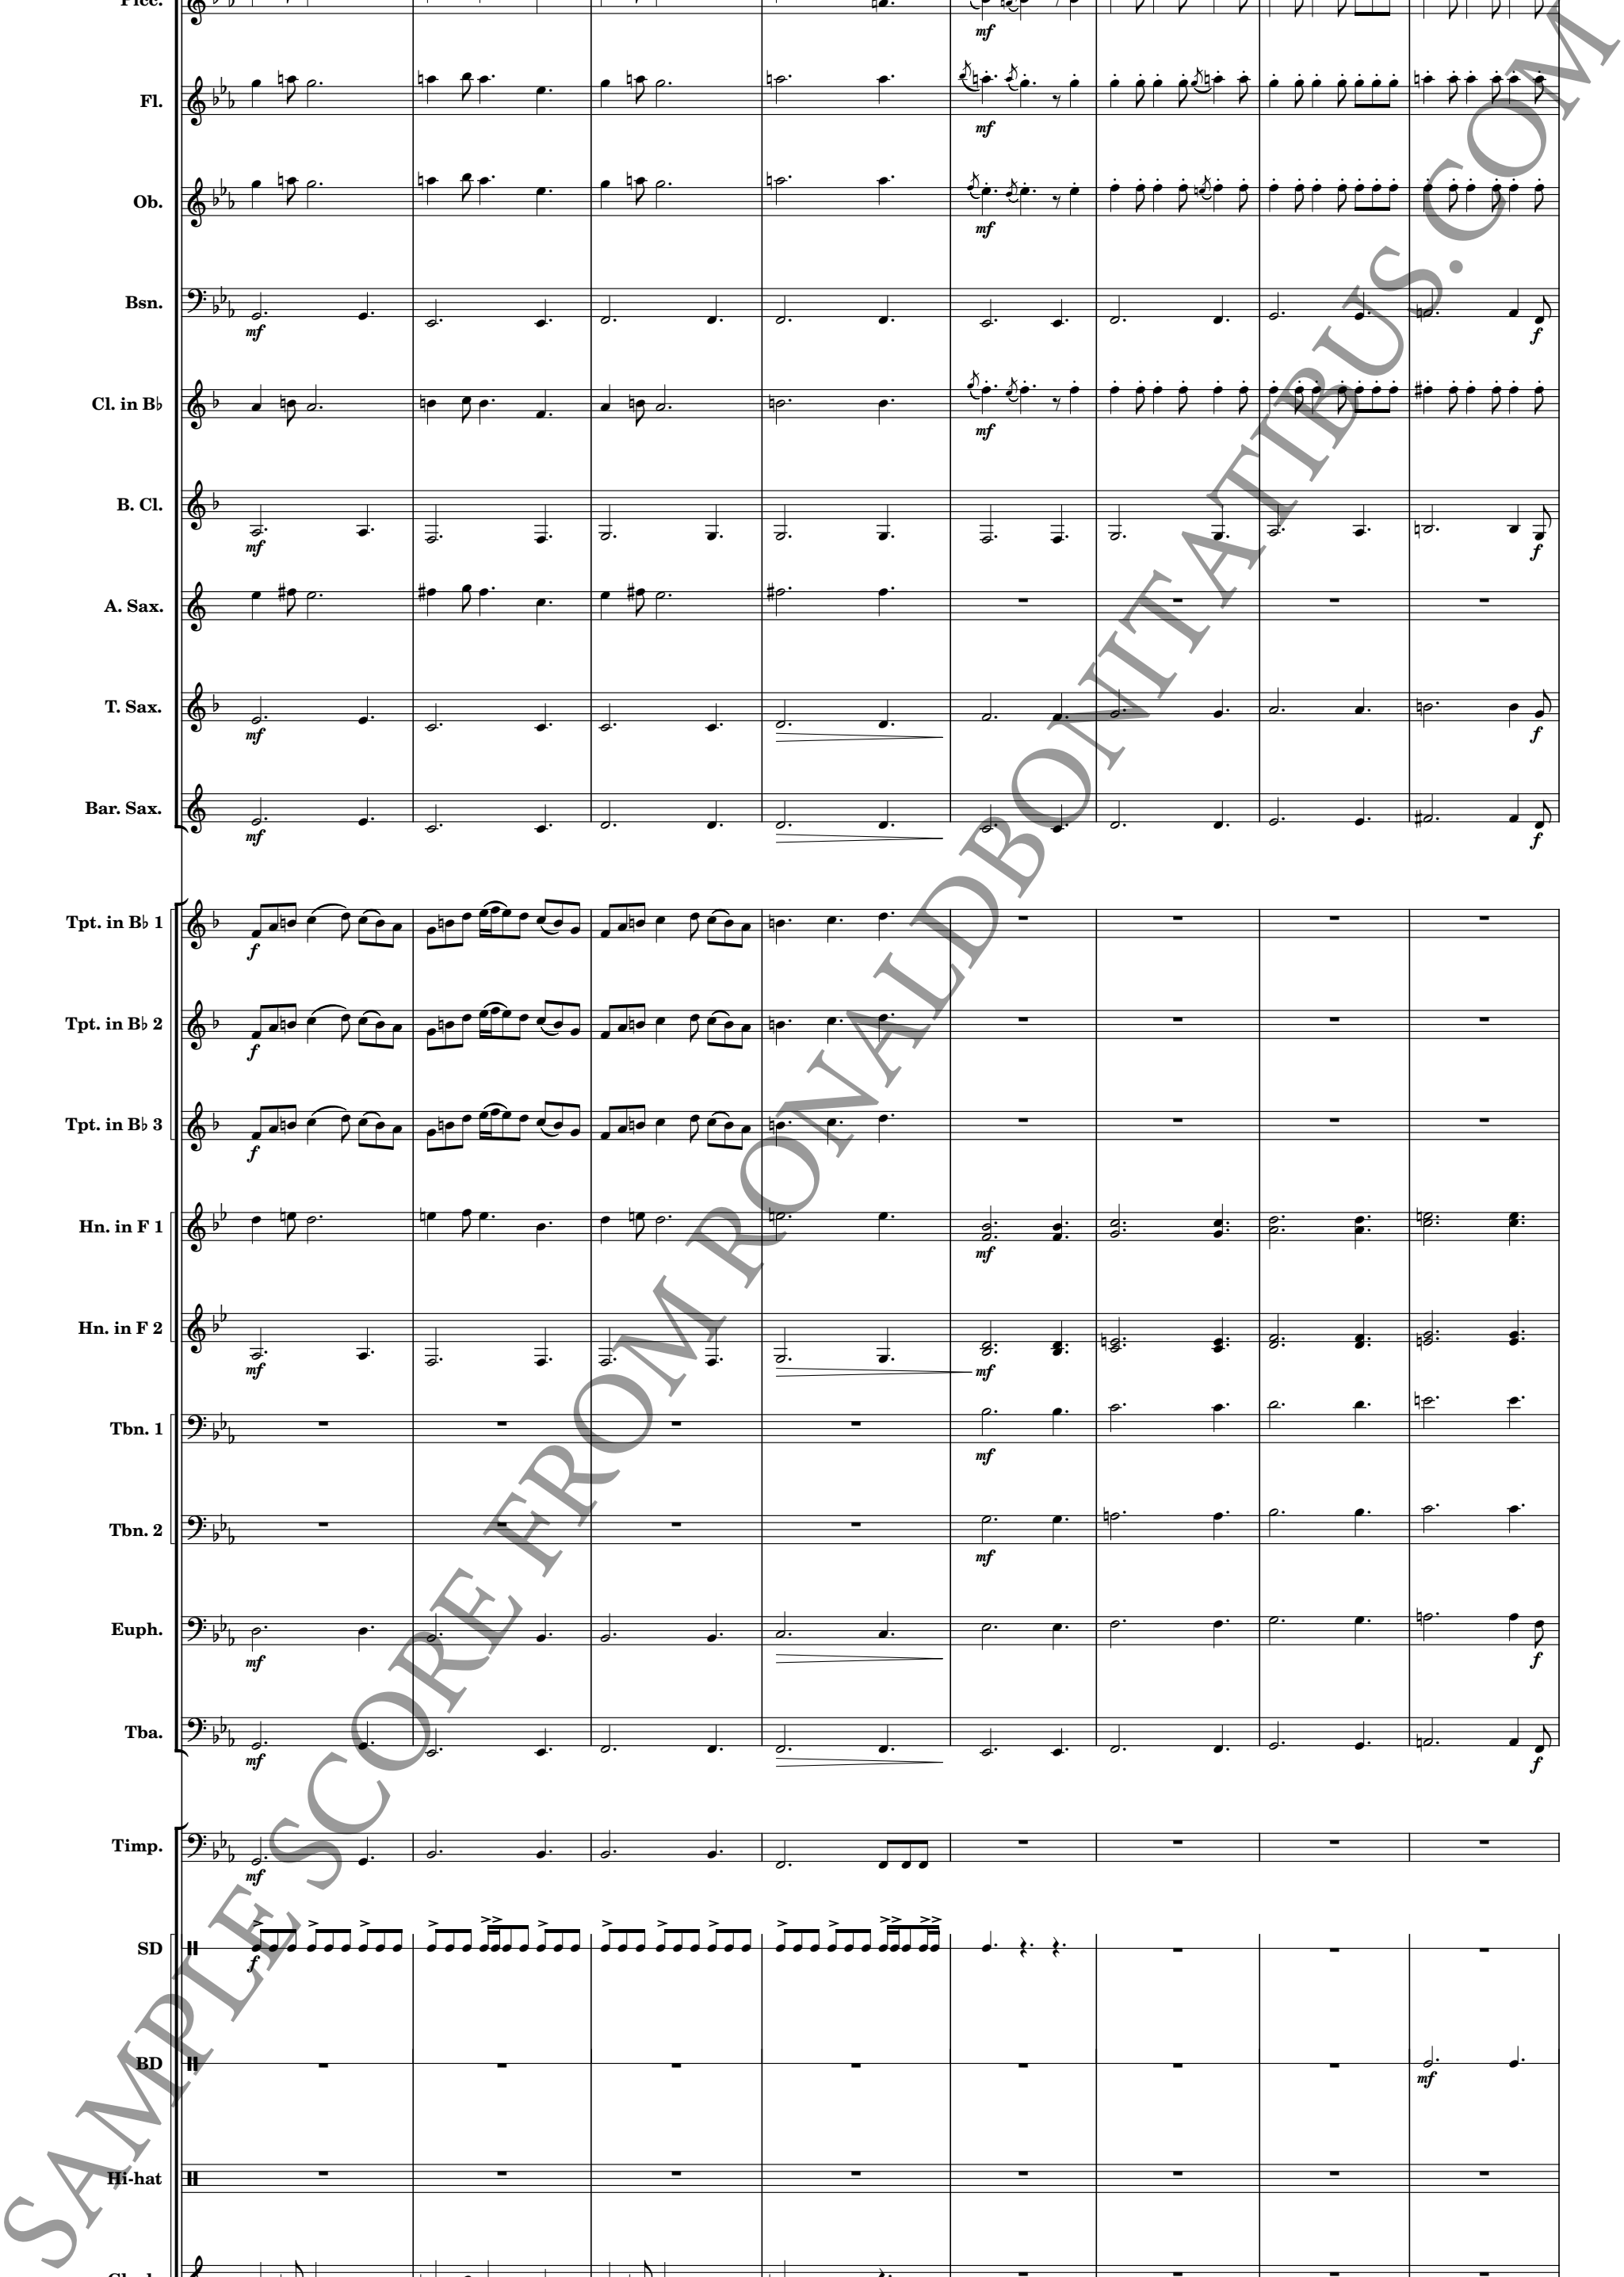 Picc.
mf
Fl.
mf
Ob.
mf
Bsn.
mf
f
Cl. in B♭
mf
B. Cl.
mf
f
A. Sax.
T. Sax.
mf
f
Bar. Sax.
mf
f
Tpt. in B♭ 1
f
Tpt. in B♭ 2
f
Tpt. in B♭ 3
f
Hn. in F 1
mf
Hn. in F 2
mf
mf
Tbn. 1
mf
Tbn. 2
mf
Euph.
mf
f
Tba.
mf
f
Timp.
mf
SD
f
BD
mf
Hi-hat
SAMPLE SCORE FROM RONALDBONITATIBUS.COM